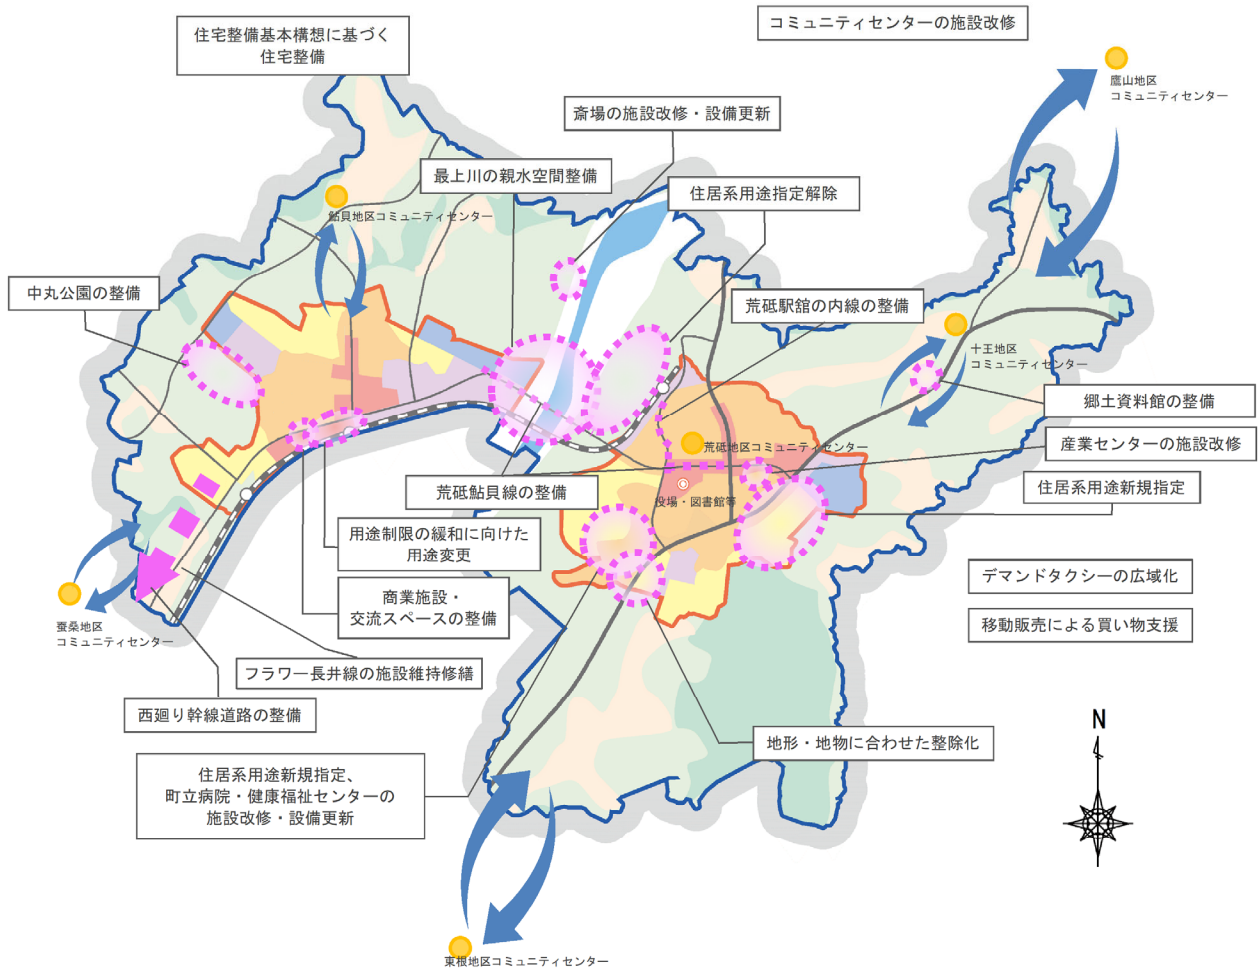 コミュニティセンターの施設改修
住宅整備基本構想に基づく
住宅整備
鷹山地区
コミュニティセンター
斎場の施設改修・設備更新
最上川の親水空間整備
住居系用途指定解除
鮎貝地区コミュニティセンター
中丸公園の整備
荒砥駅舘の内線の整備
十王地区
コミュニティセンター
郷土資料館の整備
産業センターの施設改修
荒砥地区コミュニティセンター
住居系用途新規指定
荒砥鮎貝線の整備
役場・図書館等
用途制限の緩和に向けた
用途変更
デマンドタクシーの広域化
商業施設・
交流スペースの整備
移動販売による買い物支援
蚕桑地区
コミュニティセンター
フラワー長井線の施設維持修繕
西廻り幹線道路の整備
N
地形・地物に合わせた整除化
住居系用途新規指定、
町立病院・健康福祉センターの
施設改修・設備更新
東根地区コミュニティセンター